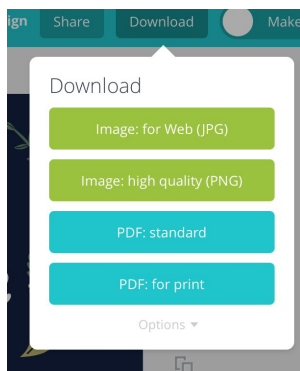 ign Share Download Make
Download
Image: for Web (JPG)
Image: high quality (PNG)
PDF: standard
PDF: for print
Options